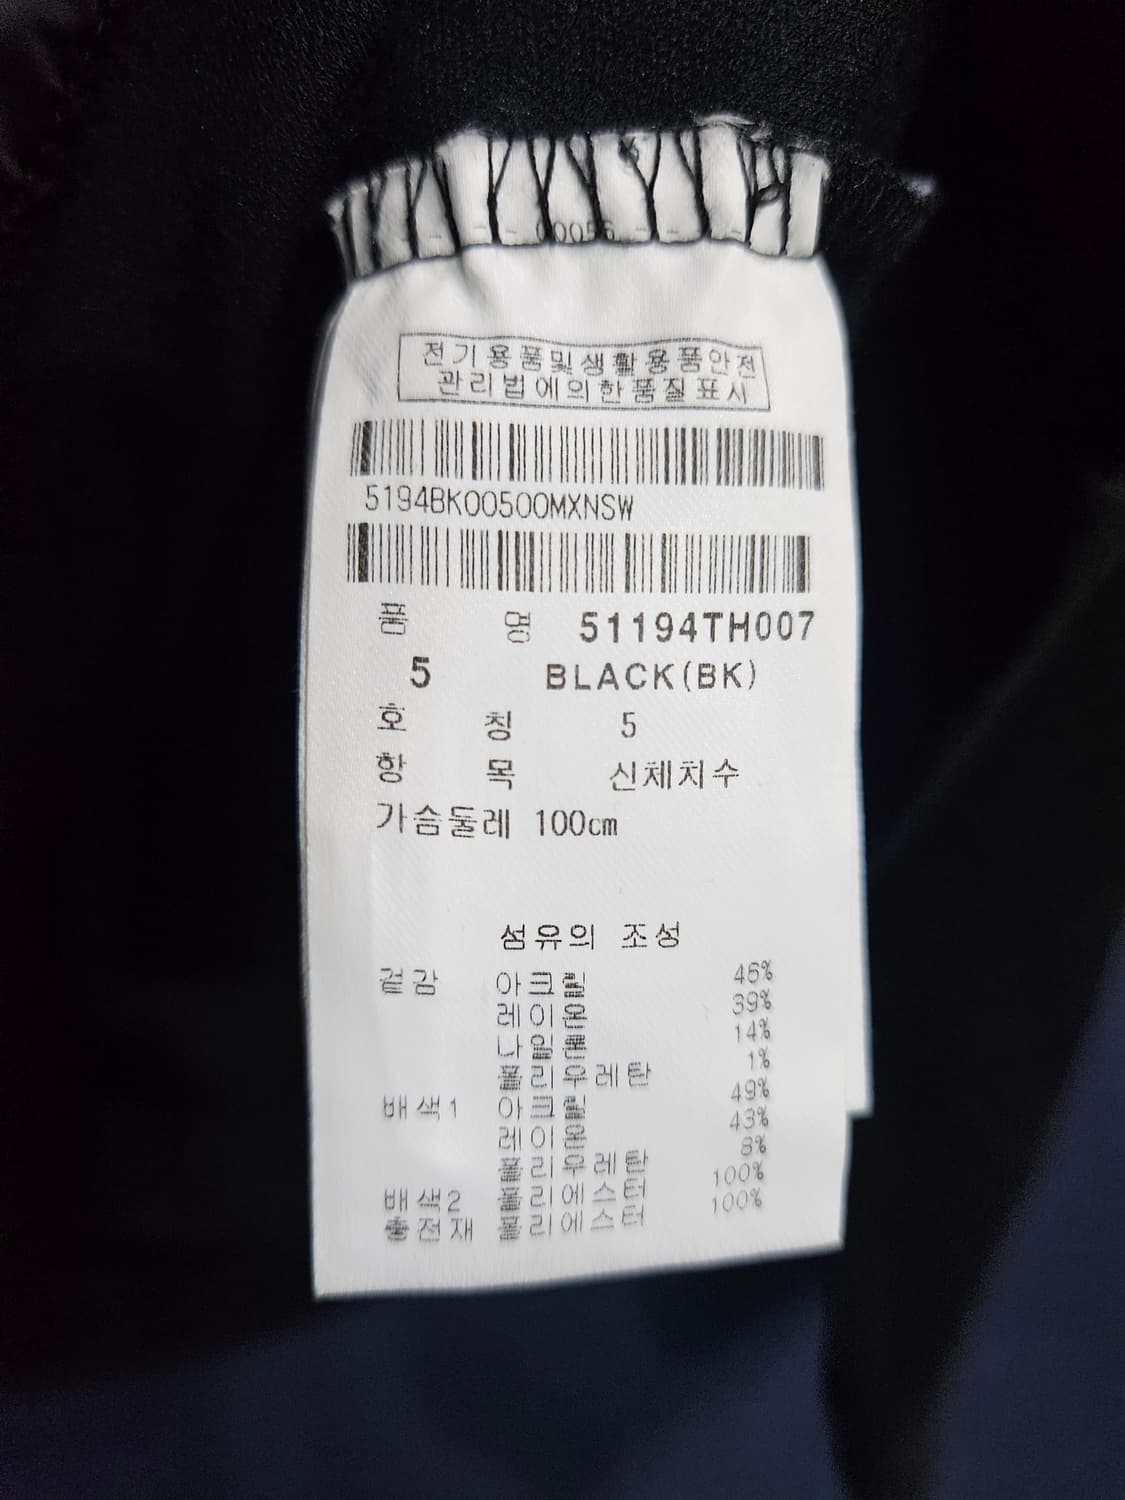 00056
전기용품및생활용품안전
관리법에의한품질표시
5194BK00500MXNSW
품 명 51194TH007
5 BLACK(BK)
호 칭 5
항 목 신체치수
가슴둘레 100cm
섬유의 조성
겉감 아크릴 46%
레이온 39%
나일론 14%
폴리우레탄 1%
배색1 아크릴 49%
레이온 43%
폴리우레탄 8%
배색2 폴리에스터 100%
충전재 폴리에스터 100%